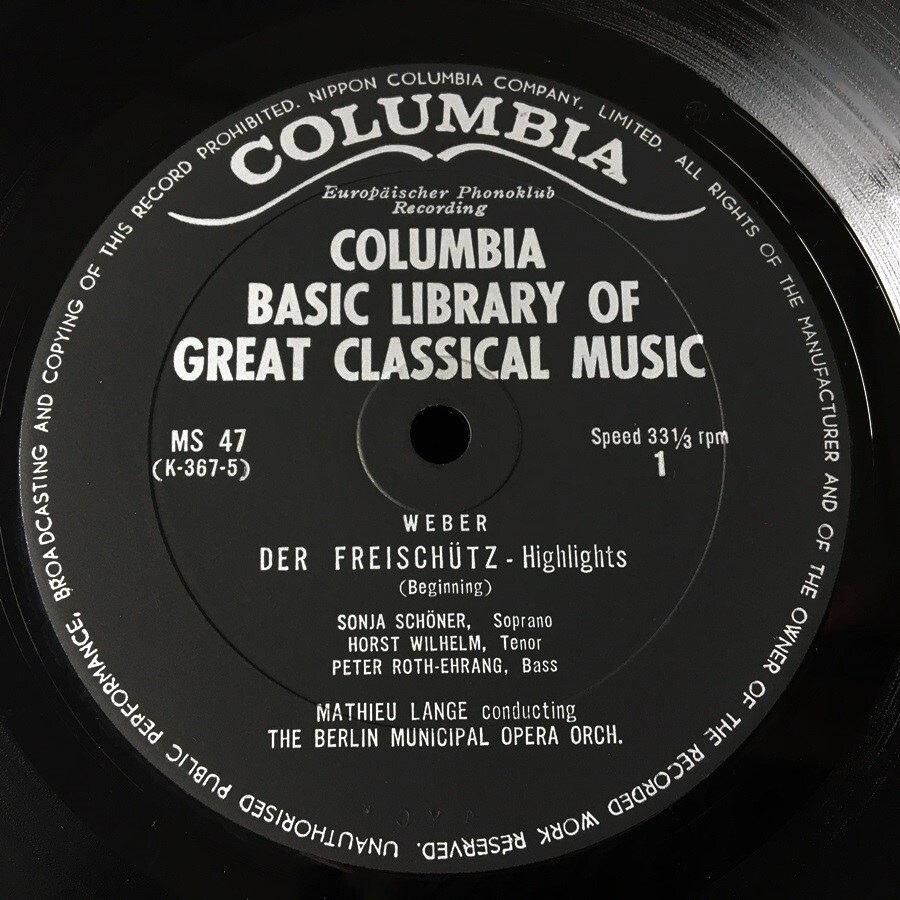 NIPPON COLUMBIA COMPANY, LIMITED. ALL RIGHTS OF THE MANUFACTURER AND OF THE OWNER OF THE RECORDED WORK RESERVED. UNAUTHORISED PUBLIC PERFORMANCE, BROADCASTING AND COPYING OF THIS RECORD PROHIBITED.
COLUMBIA
Europäischer Phonoklub
Recording
COLUMBIA
BASIC LIBRARY OF
GREAT CLASSICAL MUSIC
MS 47
(K-367-5)
Speed 33⅓ rpm
1
WEBER
DER FREISCHÜTZ - Highlights
(Beginning)
SONJA SCHÖNER, Soprano
HORST WILHELM, Tenor
PETER ROTH-EHRANG, Bass
MATHIEU LANGE conducting
THE BERLIN MUNICIPAL OPERA ORCH.